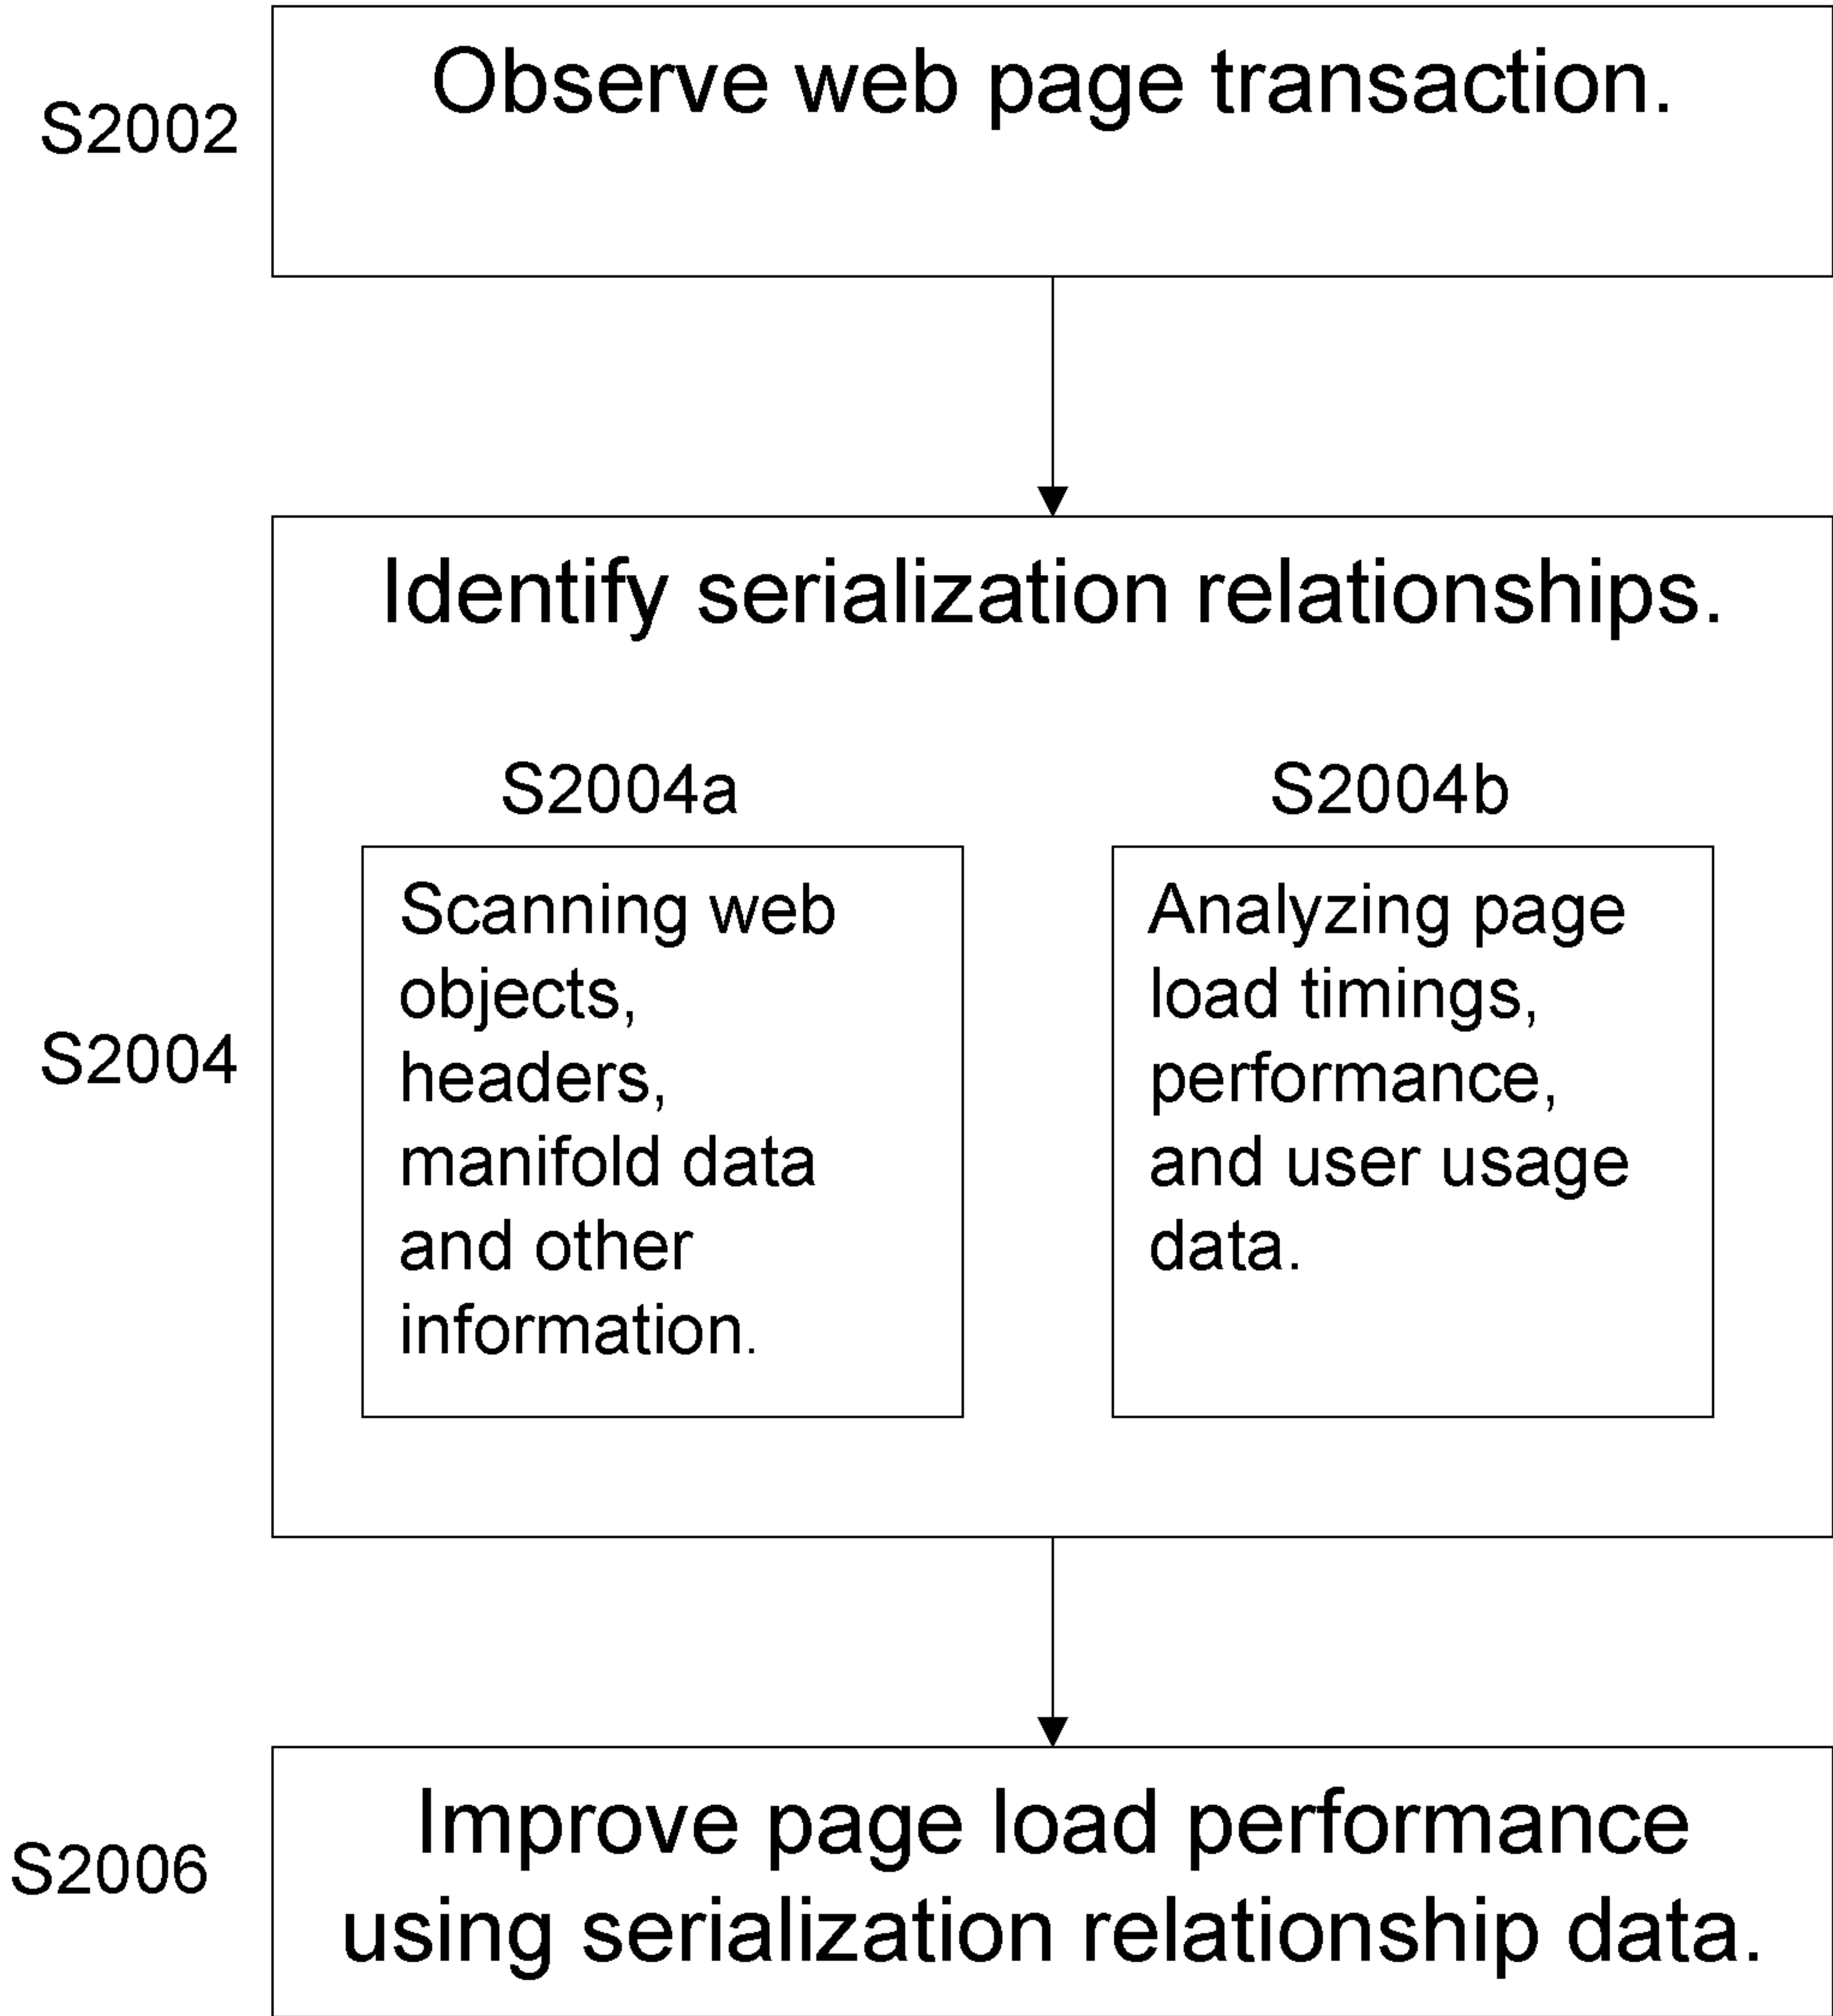 S2002
Observe web page transaction.
Identify serialization relationships.
S2004
S2004a
Scanning web
objects,
headers,
manifold data
and other
information.
S2004b
Analyzing page
load timings,
performance,
and user usage
data.
S2006
Improve page load performance
using serialization relationship data.